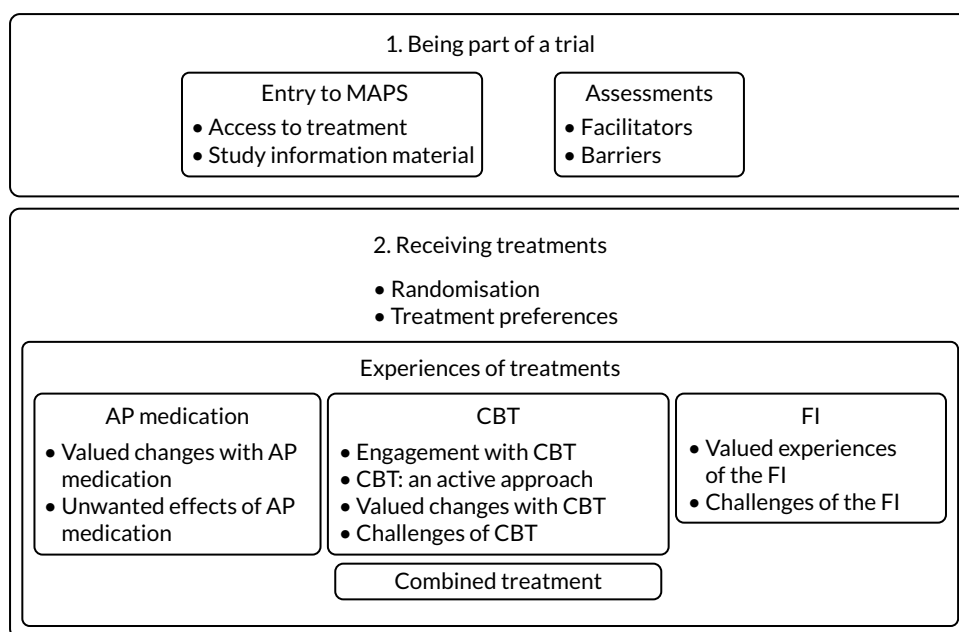 1. Being part of a trial
Entry to MAPS
• Access to treatment
• Study information material
Assessments
• Facilitators
• Barriers
2. Receiving treatments
• Randomisation
• Treatment preferences
Experiences of treatments
AP medication
• Valued changes with AP
medication
• Unwanted effects of AP
medication
CBT
• Engagement with CBT
• CBT: an active approach
• Valued changes with CBT
• Challenges of CBT
FI
• Valued experiences
of the FI
• Challenges of the FI
Combined treatment